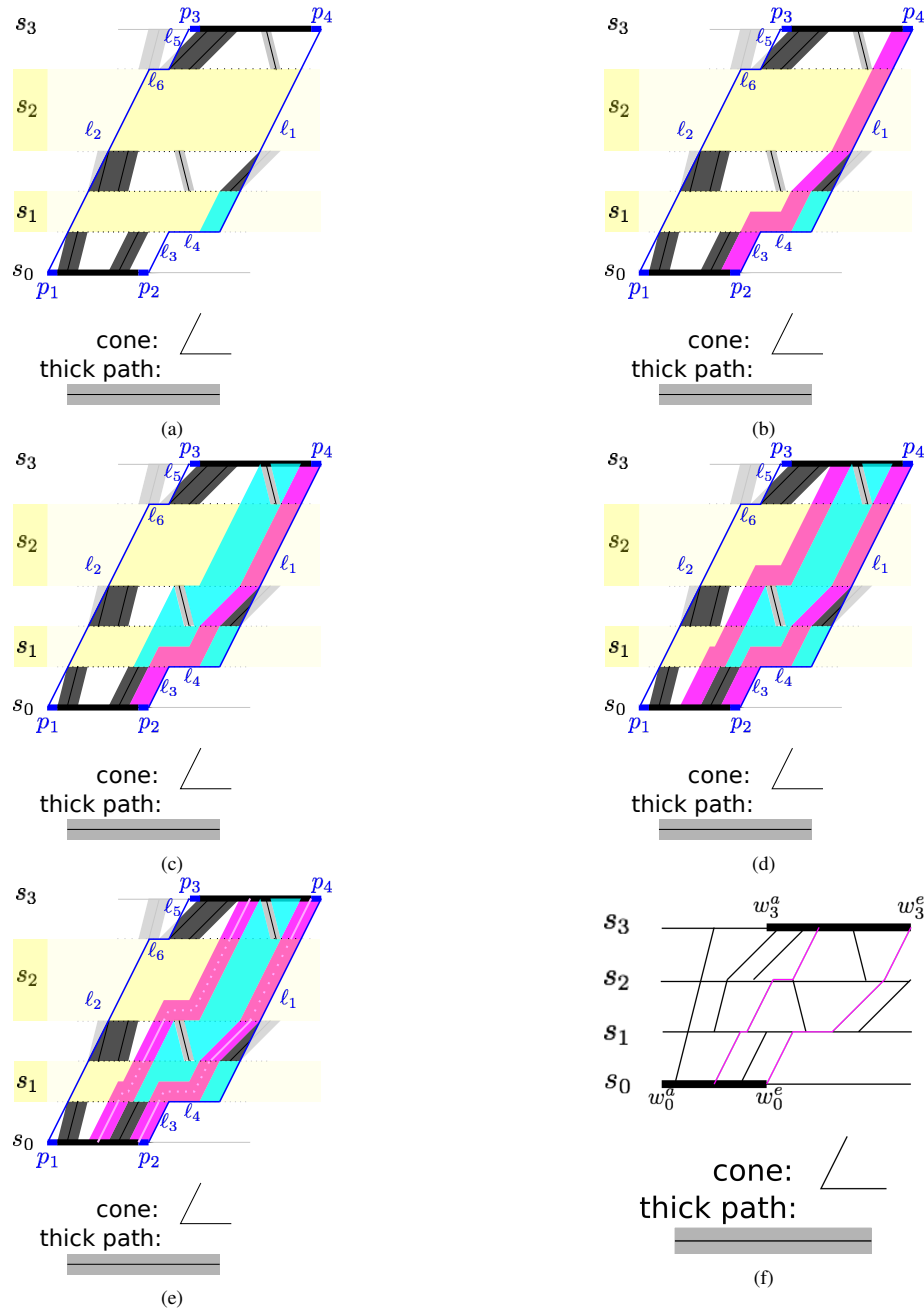 s₃ p₃ p₄
ℓ₅
ℓ₆
s₂
ℓ₂ ℓ₁
s₁
ℓ₄
ℓ₃
s₀
p₁ p₂
cone:
thick path:
(a)
s₃ p₃ p₄
ℓ₅
ℓ₆
s₂
ℓ₂ ℓ₁
s₁
ℓ₄
ℓ₃
s₀
p₁ p₂
cone:
thick path:
(b)
s₃ p₃ p₄
ℓ₅
ℓ₆
s₂
ℓ₂ ℓ₁
s₁
ℓ₄
ℓ₃
s₀
p₁ p₂
cone:
thick path:
(c)
s₃ p₃ p₄
ℓ₅
ℓ₆
s₂
ℓ₂ ℓ₁
s₁
ℓ₄
ℓ₃
s₀
p₁ p₂
cone:
thick path:
(d)
s₃ p₃ p₄
ℓ₅
ℓ₆
s₂
ℓ₂ ℓ₁
s₁
ℓ₄
ℓ₃
s₀
p₁ p₂
cone:
thick path:
(e)
w₃ᵃ w₃ᵉ
s₃
s₂
s₁
s₀
w₀ᵃ w₀ᵉ
cone:
thick path:
(f)